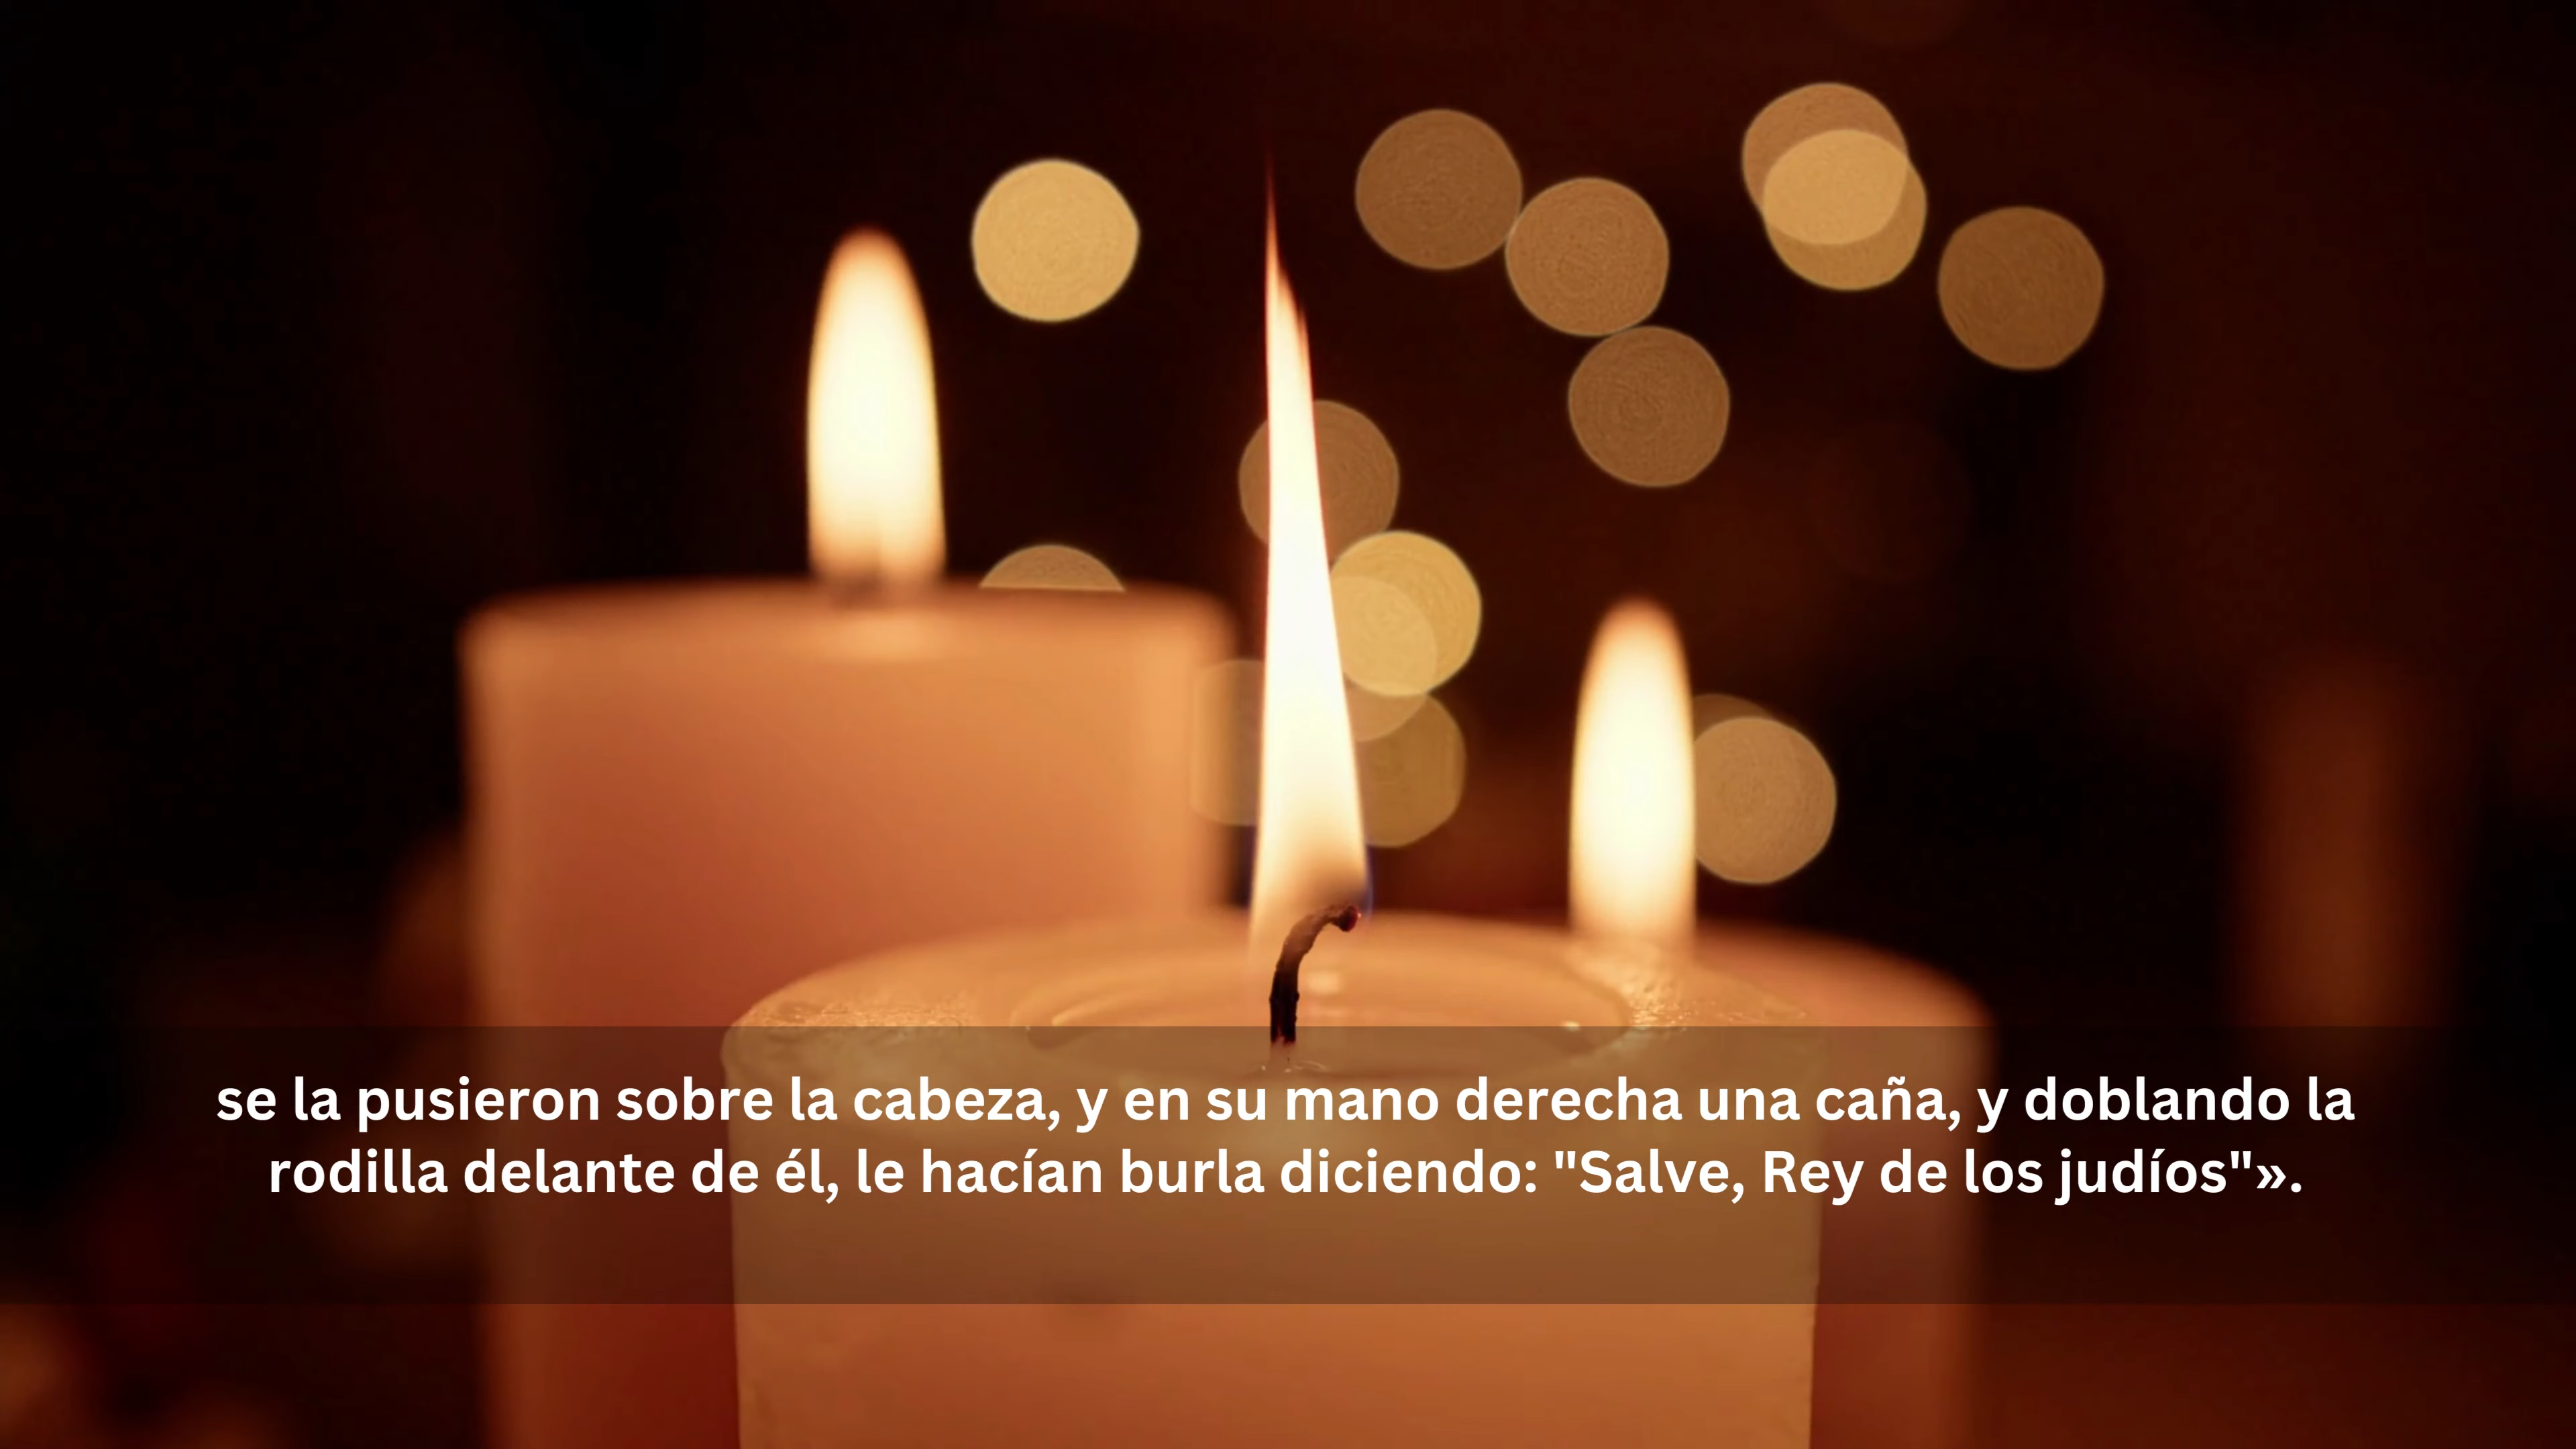 se la pusieron sobre la cabeza, y en su mano derecha una caña, y doblando la
rodilla delante de él, le hacían burla diciendo: "Salve, Rey de los judíos"».